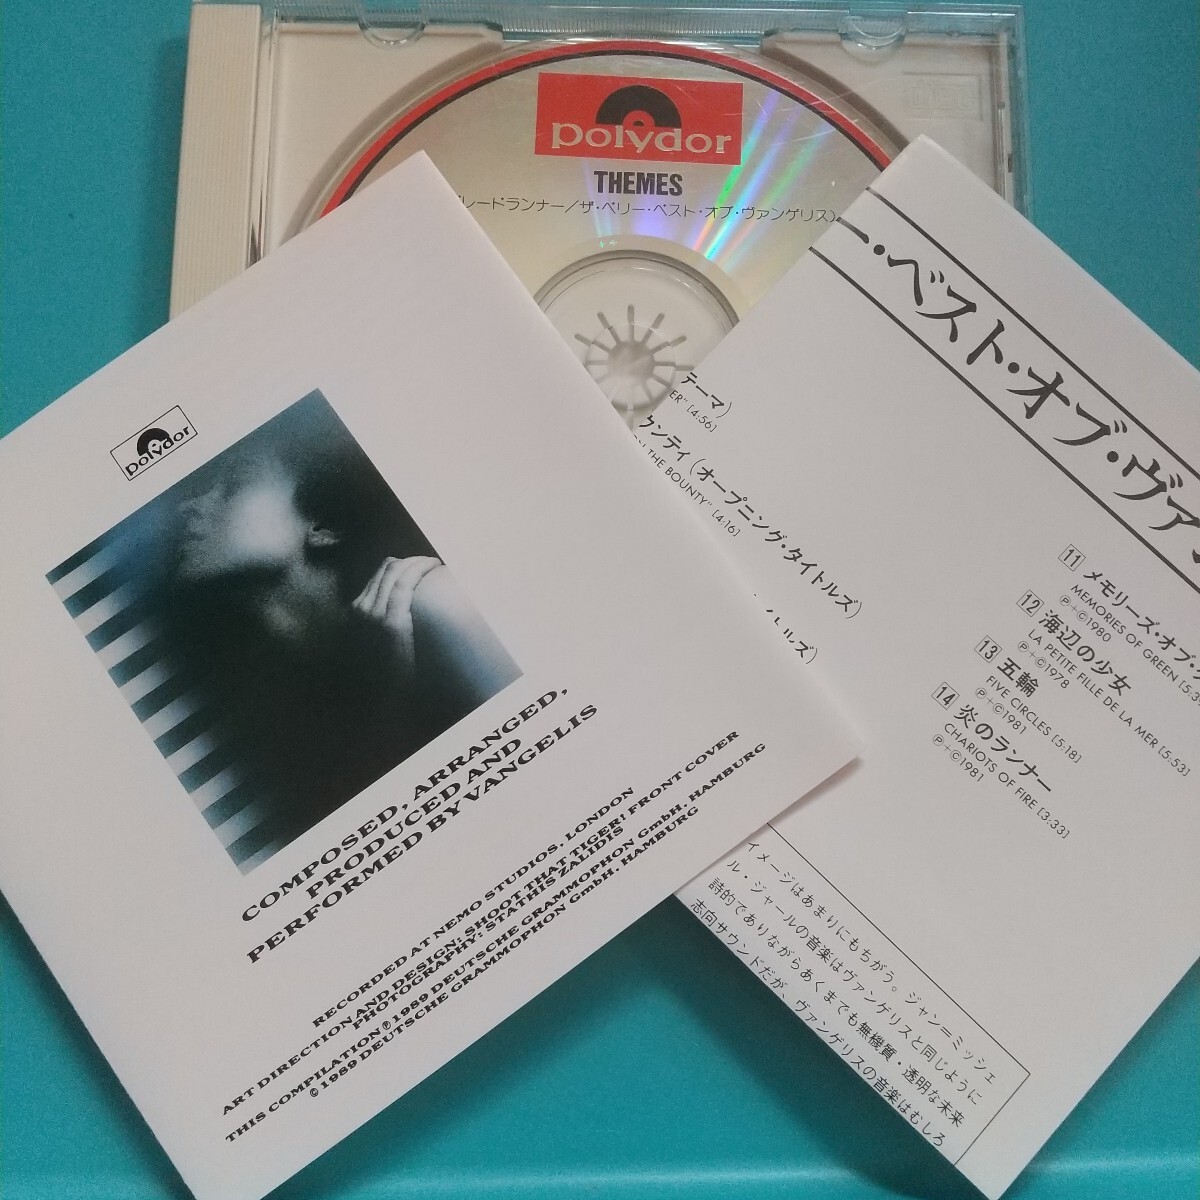 polydor
THEMES
レードランナー／ザ・ベリー・ベスト・オブ・ヴァンゲリス）
polydor
COMPOSED, ARRANGED,
PRODUCED AND
PERFORMED BY VANGELIS
RECORDED AT NEMO STUDIOS, LONDON
ART DIRECTION AND DESIGN: SHOOT THAT TIGER! FRONT COVER
PHOTOGRAPHY: STATHIS ZALIDIS
THIS COMPILATION ℗ 1989 DEUTSCHE GRAMMOPHON GmbH, HAMBURG
© 1989 DEUTSCHE GRAMMOPHON GmbH, HAMBURG
ー・ベスト・オブ・ヴァン
テーマ）
ER" [4:56]
ウンティ（オープニング・タイトルズ）
THE BOUNTY" [4:16]
トルズ）
11 メモリーズ・オブ・
MEMORIES OF GREEN
℗+©1980
12 海辺の少女
LA PETITE FILLE DE LA MER [5:53]
℗+©1978
13 五輪
FIVE CIRCLES [5:18]
℗+©1981
14 炎のランナー
CHARIOTS OF FIRE [3:33]
℗+©1981
イメージはあまりにもちがう。ジャン＝ミッシェ
ル・ジャールの音楽はヴァンゲリスと同じように
詩的でありながらあくまでも無機質・透明な未来
志向サウンドだが、ヴァンゲリスの音楽はむしろ